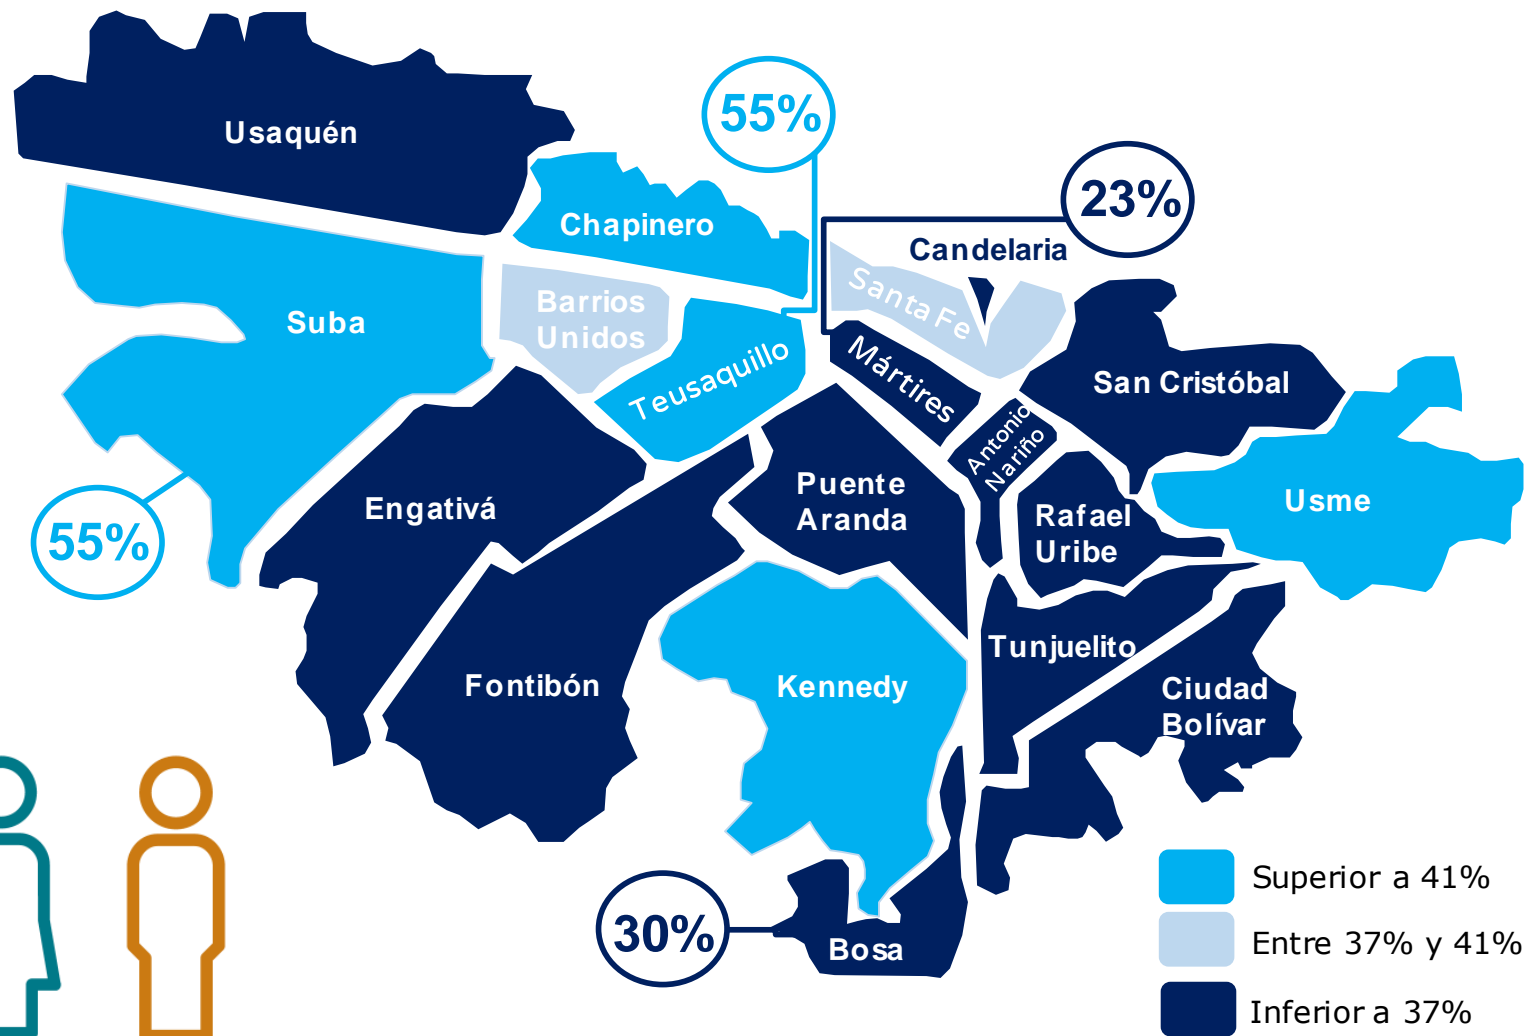 55%
Usaquén
23%
Chapinero
Candelaria
Santa Fe
Barrios
Unidos
Suba
Teusaquillo
Mártires
San Cristóbal
Antonio
Nariño
Puente
Aranda
Usme
Engativá
Rafael
Uribe
55%
Tunjuelito
Fontibón
Kennedy
Ciudad
Bolívar
30%
Bosa
Superior a 41%
Entre 37% y 41%
Inferior a 37%